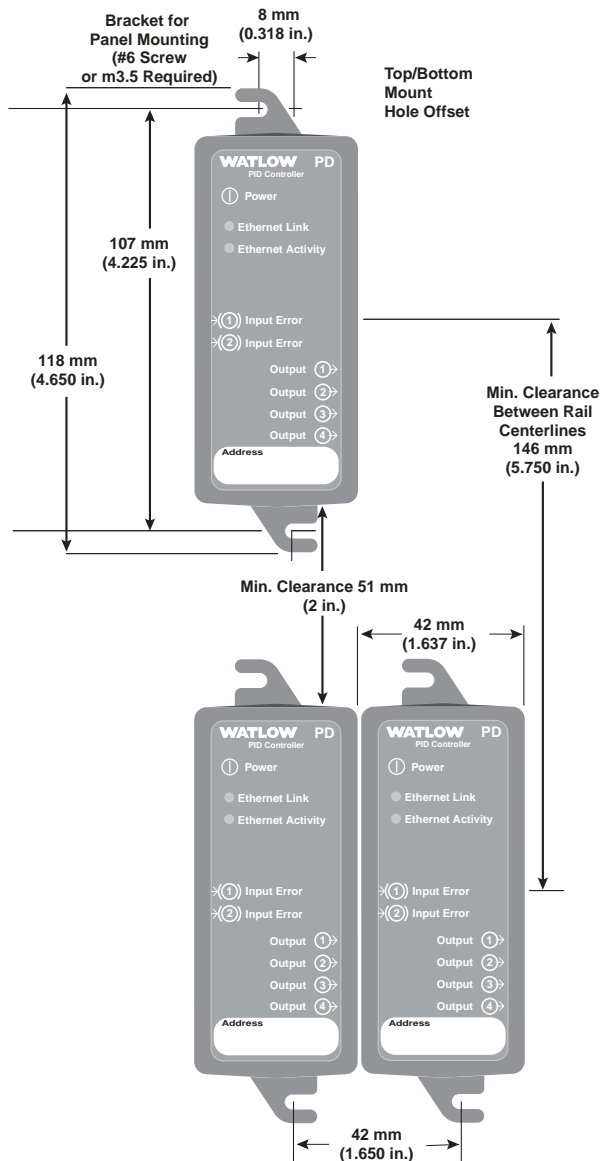 Bracket for
Panel Mounting
(#6 Screw
or m3.5 Required)
8 mm
(0.318 in.)
Top/Bottom
Mount
Hole Offset
107 mm
(4.225 in.)
118 mm
(4.650 in.)
WATLOW PD
PID Controller
Power
Ethernet Link
Ethernet Activity
1 Input Error
2 Input Error
Output 1
Output 2
Output 3
Output 4
Address
Min. Clearance
Between Rail
Centerlines
146 mm
(5.750 in.)
Min. Clearance 51 mm
(2 in.)
42 mm
(1.637 in.)
WATLOW PD
PID Controller
Power
Ethernet Link
Ethernet Activity
1 Input Error
2 Input Error
Output 1
Output 2
Output 3
Output 4
Address
WATLOW PD
PID Controller
Power
Ethernet Link
Ethernet Activity
1 Input Error
2 Input Error
Output 1
Output 2
Output 3
Output 4
Address
42 mm
(1.650 in.)